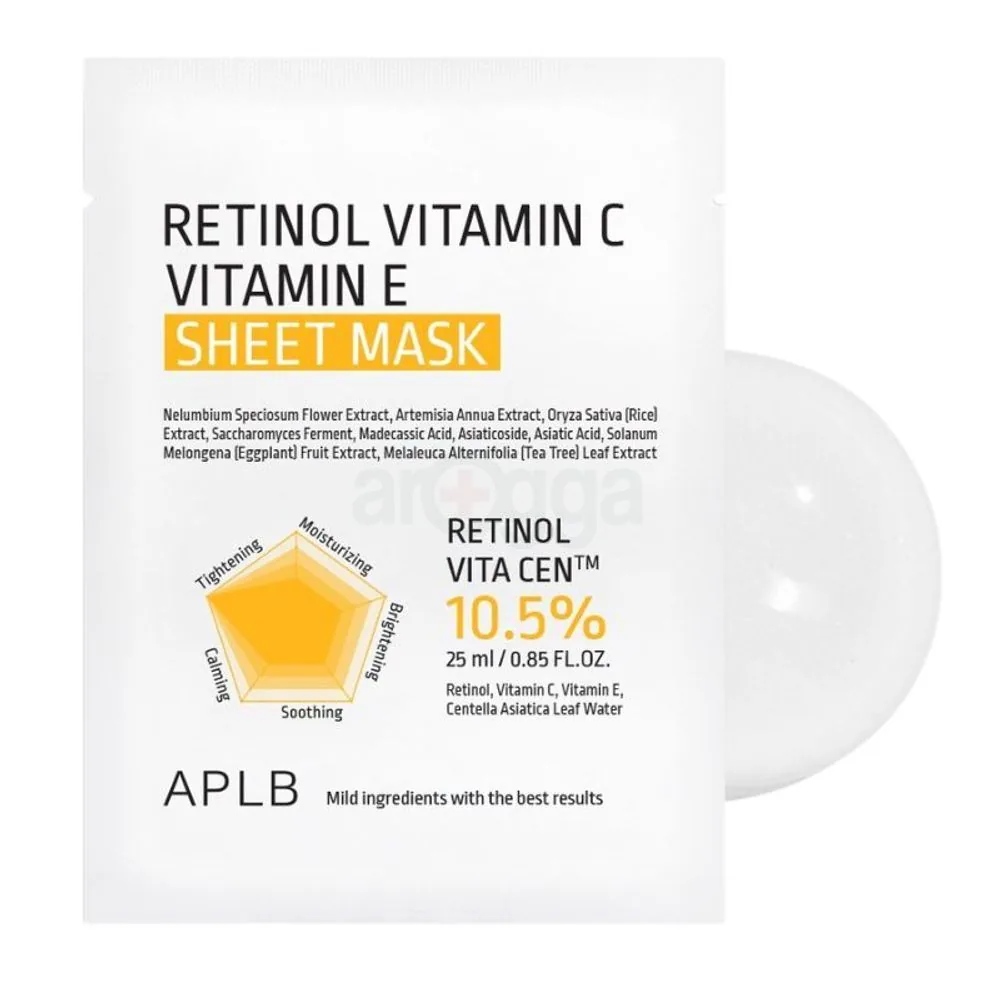 RETINOL VITAMIN C
VITAMIN E
SHEET MASK
Nelumbium Speciosum Flower Extract, Artemisia Annua Extract, Oryza Sativa (Rice)
Extract, Saccharomyces Ferment, Madecassic Acid, Asiaticoside, Asiatic Acid, Solanum
Melongena (Eggplant) Fruit Extract, Melaleuca Alternifolia (Tea Tree) Leaf Extract
arogga
Tightening
Moisturizing
Brightening
Calming
Soothing
RETINOL
VITA CEN™
10.5%
25 ml / 0.85 FL.OZ.
Retinol, Vitamin C, Vitamin E,
Centella Asiatica Leaf Water
APLB
Mild ingredients with the best results